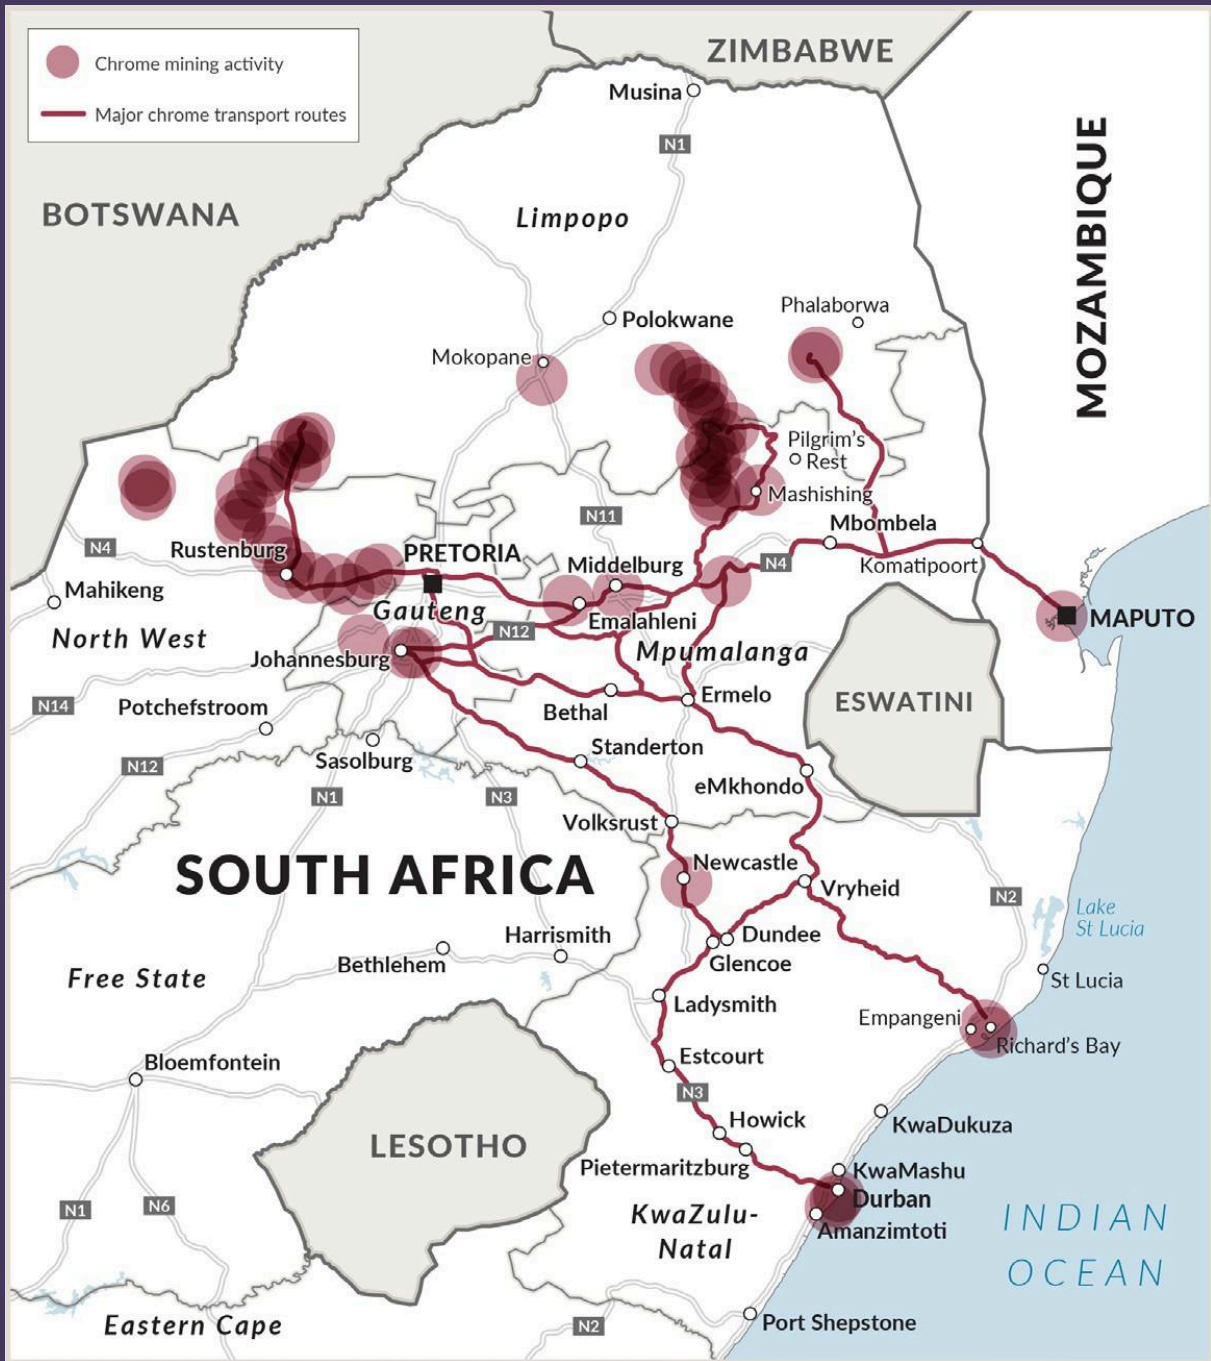 Chrome mining activity
Major chrome transport routes
ZIMBABWE
Musina
N1
MOZAMBIQUE
BOTSWANA
Limpopo
Phalaborwa
Polokwane
Mokopane
Pilgrim's
Rest
Mashishing
N11
Mbombela
N4
Rustenburg
PRETORIA
Middelburg
N4
Komatipoort
Mahikeng
Gauteng
Emalahleni
MAPUTO
North West
N12
Mpumalanga
Johannesburg
ESWATINI
N14
Potchefstroom
Bethal
Ermelo
Sasolburg
Standerton
N12
eMkhondo
N1
N3
Volksrust
SOUTH AFRICA
Newcastle
Vryheid
N2
Lake
St Lucia
Harrismith
Dundee
Bethlehem
Glencoe
Free State
St Lucia
Ladysmith
Empangeni
Richard's Bay
Bloemfontein
Estcourt
N3
Howick
KwaDukuza
LESOTHO
Pietermaritzburg
KwaMashu
Durban
N1
N6
KwaZulu-
Natal
Amanzimtoti
INDIAN
OCEAN
Eastern Cape
N2
Port Shepstone